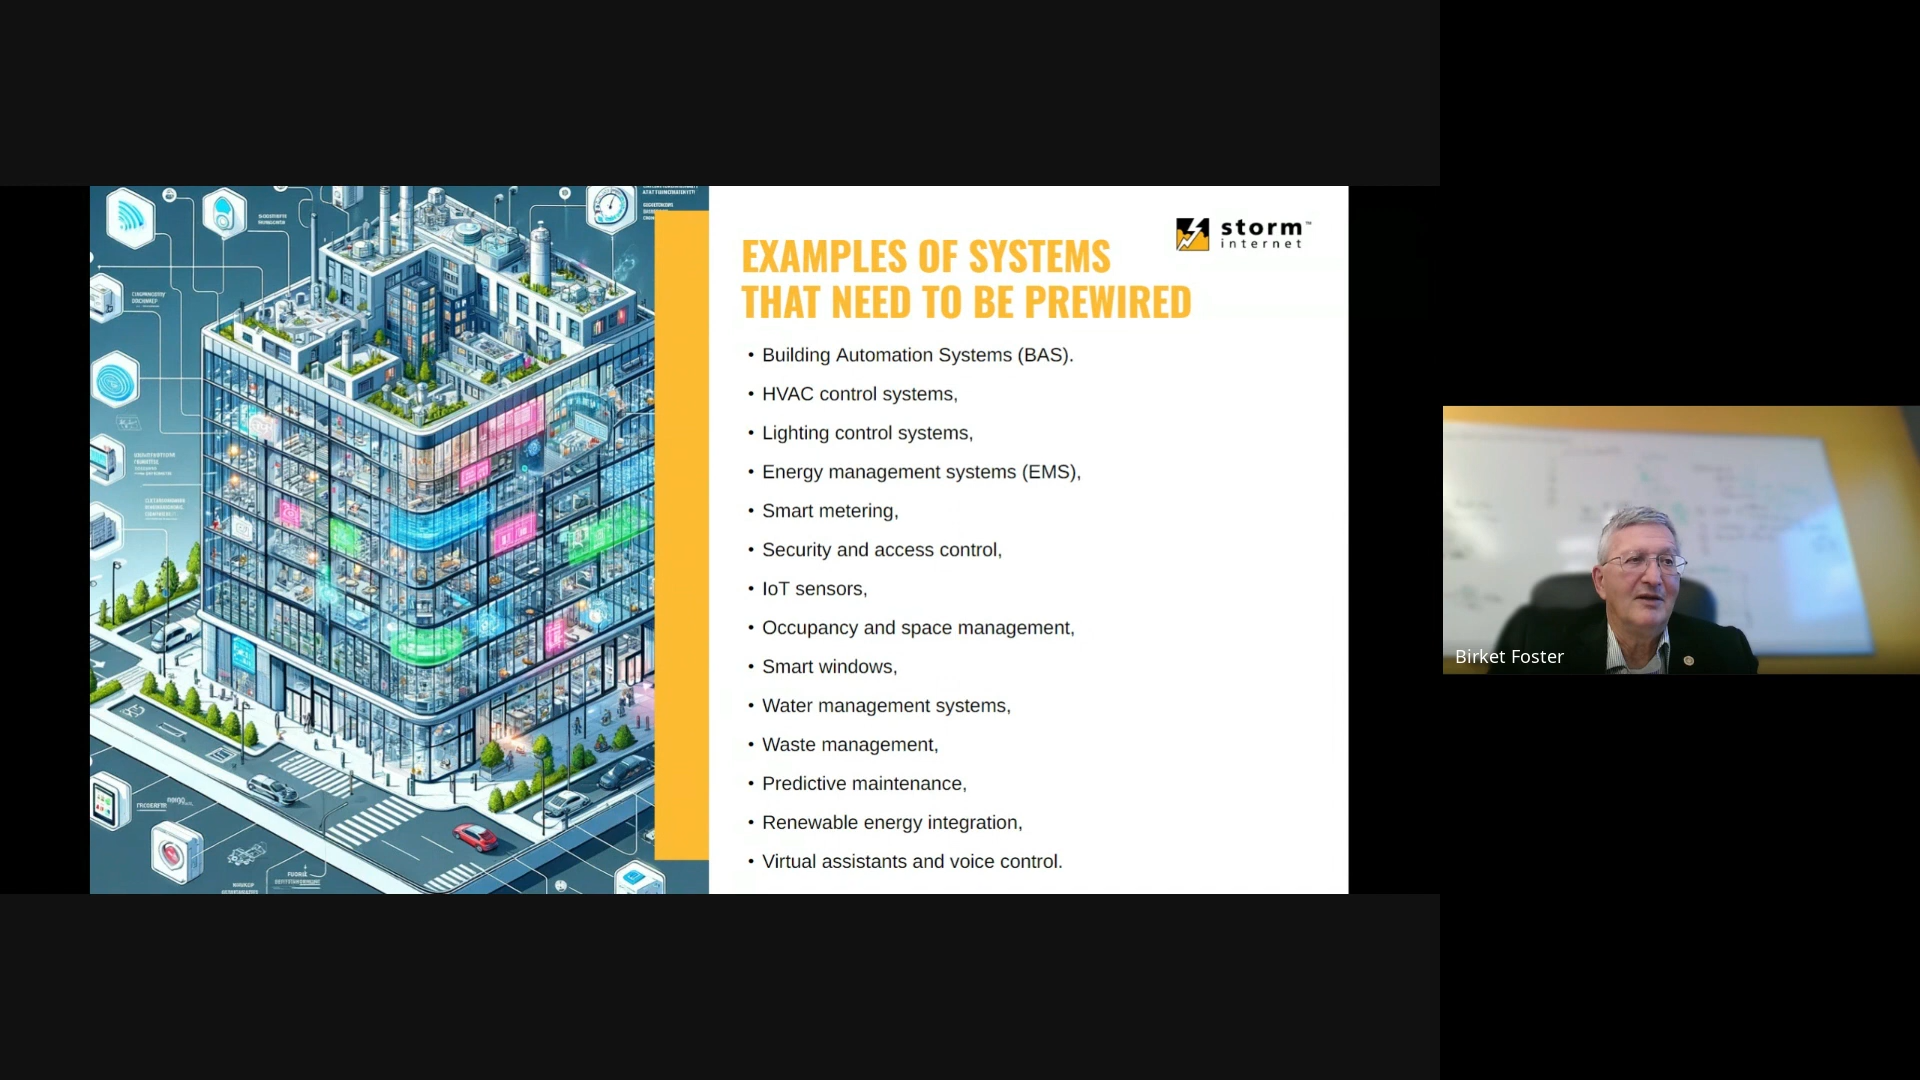 storm™
internet
EXAMPLES OF SYSTEMS
THAT NEED TO BE PREWIRED
• Building Automation Systems (BAS).
• HVAC control systems,
• Lighting control systems,
• Energy management systems (EMS),
• Smart metering,
• Security and access control,
• IoT sensors,
• Occupancy and space management,
• Smart windows,
• Water management systems,
• Waste management,
• Predictive maintenance,
• Renewable energy integration,
• Virtual assistants and voice control.
Birket Foster